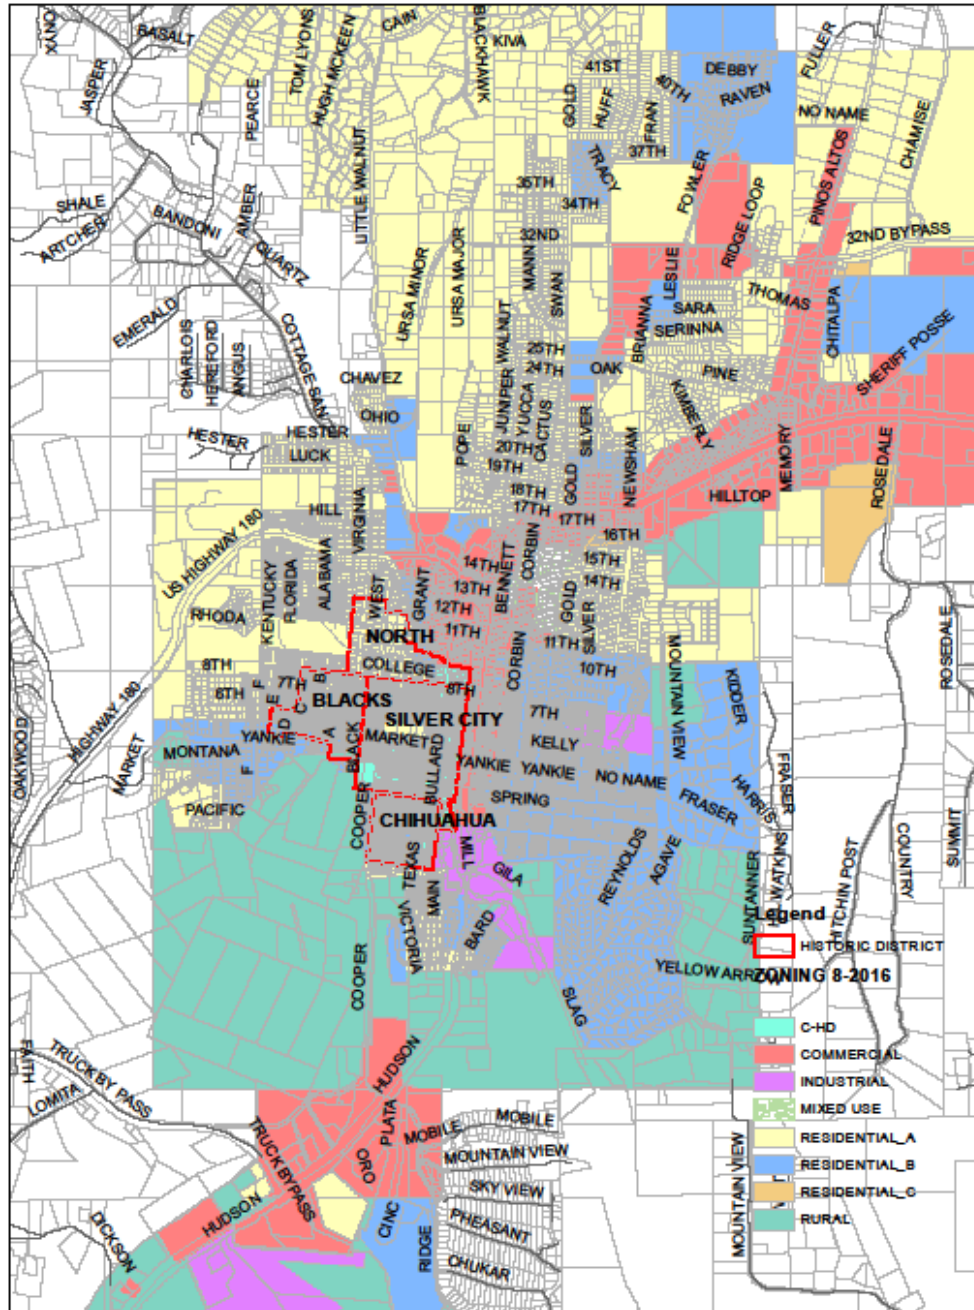 KNOX
BASALT
JASPER
PEARCE
TOM LYONS
HUGH MCKEEN
CAIN
BLACKHAWK
KIVA
41ST
GOLD
HUFF
FRAN
40TH
DEBBY
RAVEN
FULLER
NO NAME
CHAMISE
37TH
TRACY
LITTLE WALNUT
SHALE
ARTCHER
BANDONI
AMBER
QUARTZ
35TH
34TH
32ND
FOWLER
RIDGE LOOP
PINOS ALTOS
32ND BYPASS
URSA MINOR
URSA MAJOR
MANN
SWAN
LESLIE
SARA
SERINNA
BRIANNA
THOMAS
CHITALPA
SHERIFF POSSE
EMERALD
CHARLOIS
HEREFORD
ANGUS
COTTAGE SAN
CHAVEZ
OHIO
JUNIPER
WALNUT
YUCCA
CACTUS
25TH
24TH
OAK
PINE
KIMBERLY
HESTER
HESTER
LUCK
POPE
20TH
19TH
18TH
17TH
SILVER
GOLD
NEWSHAM
17TH
16TH
HILLTOP
MEMORY
ROSEDALE
HILL
VIRGINIA
US HIGHWAY 180
KENTUCKY
FLORIDA
ALABAMA
WEST
GRANT
14TH
13TH
12TH
11TH
BENNETT
CORBIN
15TH
14TH
GOLD
SILVER
11TH
10TH
RHODA
NORTH
COLLEGE
8TH
CORBIN
MOUNTAIN VIEW
KIDDER
ROSEDALE
8TH
6TH
F
E
D
7TH
C
B
BLACKS
SILVER CITY
A
BLACK
MARKET
BULLARD
YANKIE
7TH
KELLY
YANKIE
YANKIE
NO NAME
SPRING
HIGHWAY 180
OAKWOOD
MARKET
MONTANA
F
PACIFIC
COOPER
CHIHUAHUA
FRASER
HARRIS
FRASER
WATKINS
HITCHIN POST
COUNTRY
SUMMIT
TEXAS
MILL
GILA
REYNOLDS
AGAVE
MAIN
VICTORIA
BARD
COOPER
SLAG
SUNTANNER
YELLOW ARROW
Legend
HISTORIC DISTRICT
ZONING 8-2016
C-HD
COMMERCIAL
INDUSTRIAL
MIXED USE
RESIDENTIAL_A
RESIDENTIAL_B
RESIDENTIAL_C
RURAL
FAITH
LOMITA
TRUCK BY PASS
HUDSON
PLATA
MOBILE
MOBILE
MOUNTAIN VIEW
SKY VIEW
PHEASANT
CHUKAR
ORO
TRUCK BYPASS
HUDSON
DICKSON
CINC
RIDGE
MOUNTAIN VIEW